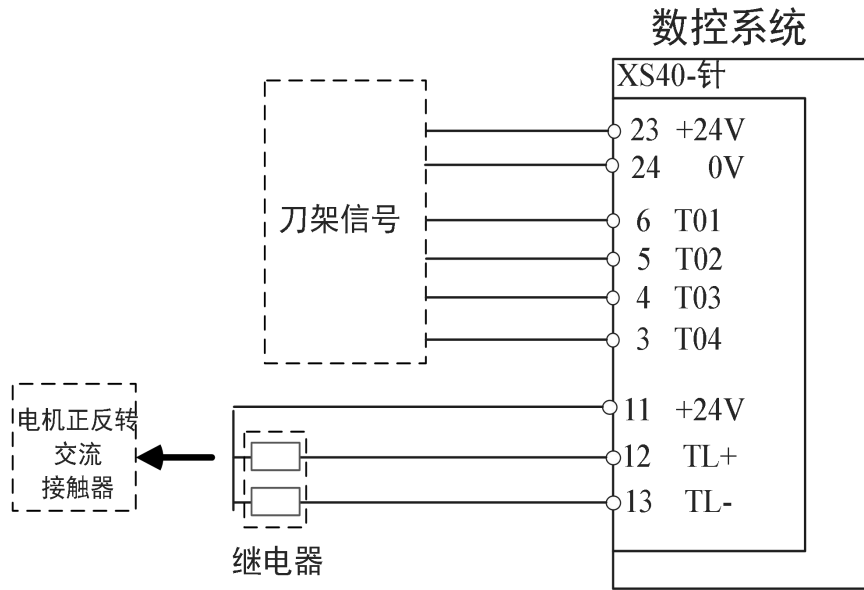 数控系统
XS40-针
23 +24V
24 0V
刀架信号
6 T01
5 T02
4 T03
3 T04
11 +24V
12 TL+
13 TL-
电机正反转
交流
接触器
继电器